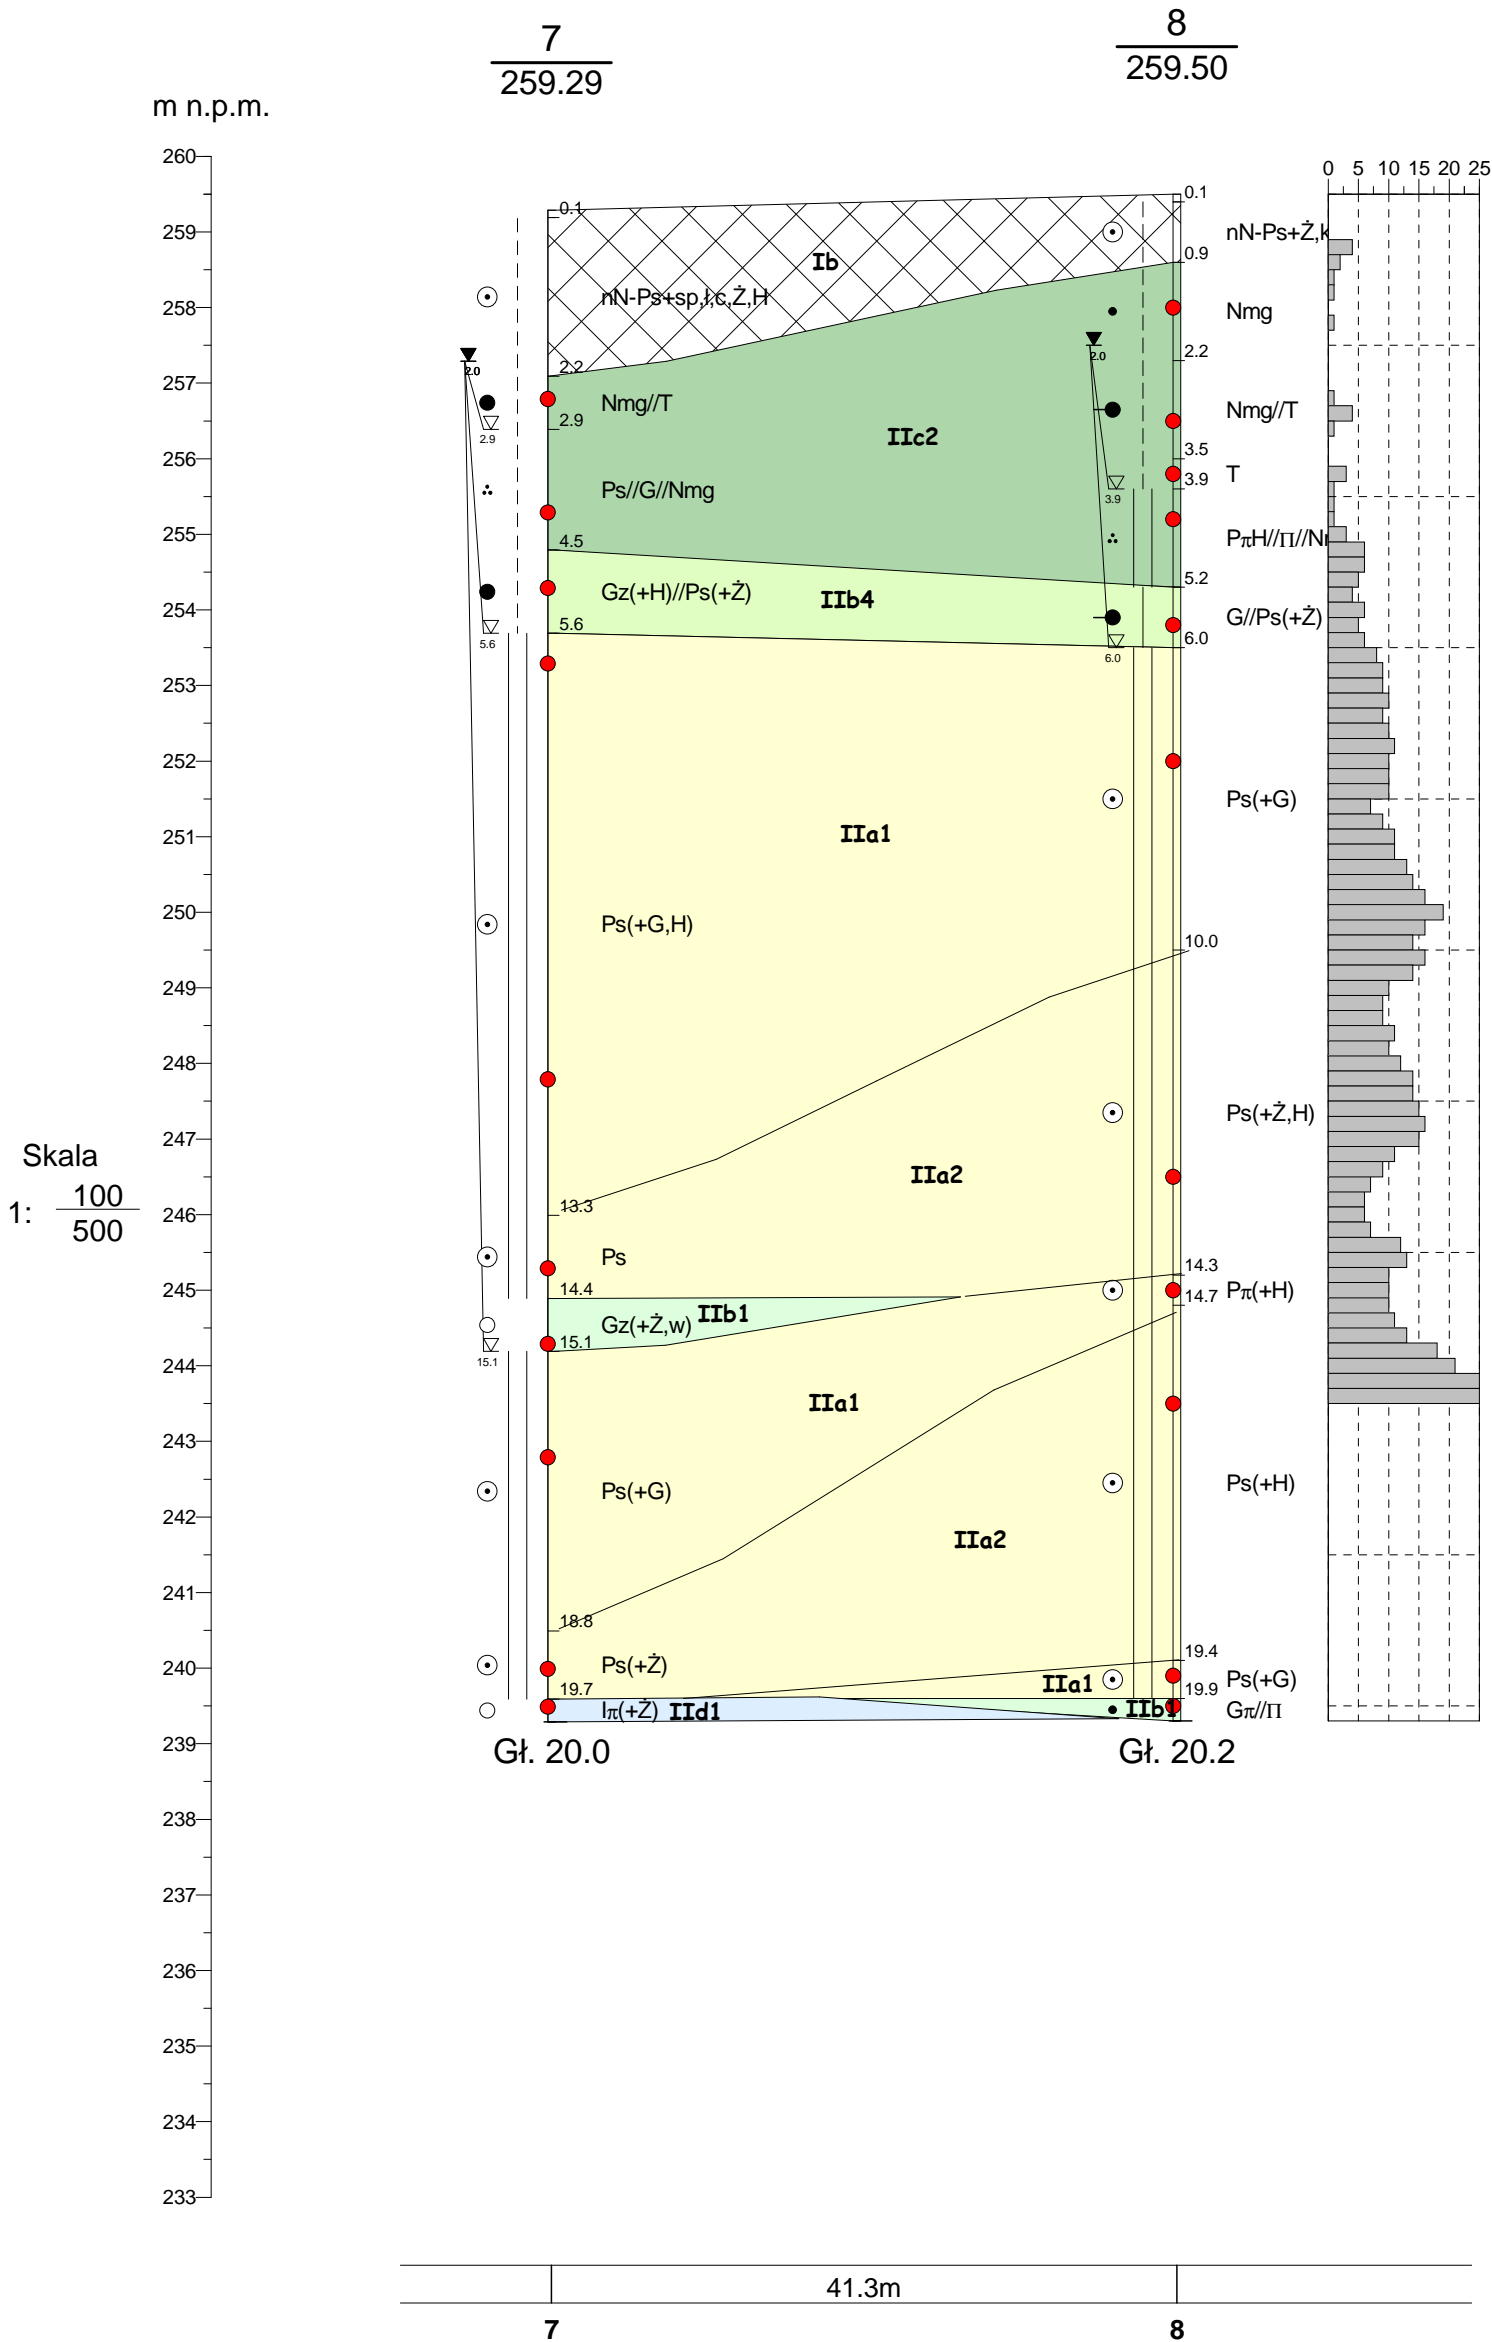 7
259.29
8
259.50
m n.p.m.
260
259
258
257
256
255
254
253
252
251
250
249
248
247
246
245
244
243
242
241
240
239
238
237
236
235
234
233
Skala
1: 100
500
0 5 10 15 20 25
0.1
0.1
0.9
Ib
nN-Ps+sp,ł,c,Ż,H
nN-Ps+Ż,k
Nmg
2.0
2.0
2.2
2.2
Nmg//T
Nmg//T
2.9
2.9
IIc2
3.5
T
3.9
3.9
Ps//G//Nmg
PπH//Π//N
4.5
5.2
Gz(+H)//Ps(+Ż)
IIb4
G//Ps(+Ż)
5.6
5.6
6.0
6.0
IIa1
Ps(+G)
Ps(+G,H)
10.0
IIa2
Ps(+Ż,H)
13.3
Ps
14.3
14.4
14.7
Pπ(+H)
IIb1
Gz(+Ż,w)
15.1
15.1
IIa1
Ps(+G)
Ps(+H)
IIa2
18.8
Ps(+Ż)
19.4
IIa1
Ps(+G)
19.7
19.9
Iπ(+Ż)
IId1
IIb1
Gπ//Π
Gł. 20.0
Gł. 20.2
41.3m
7
8